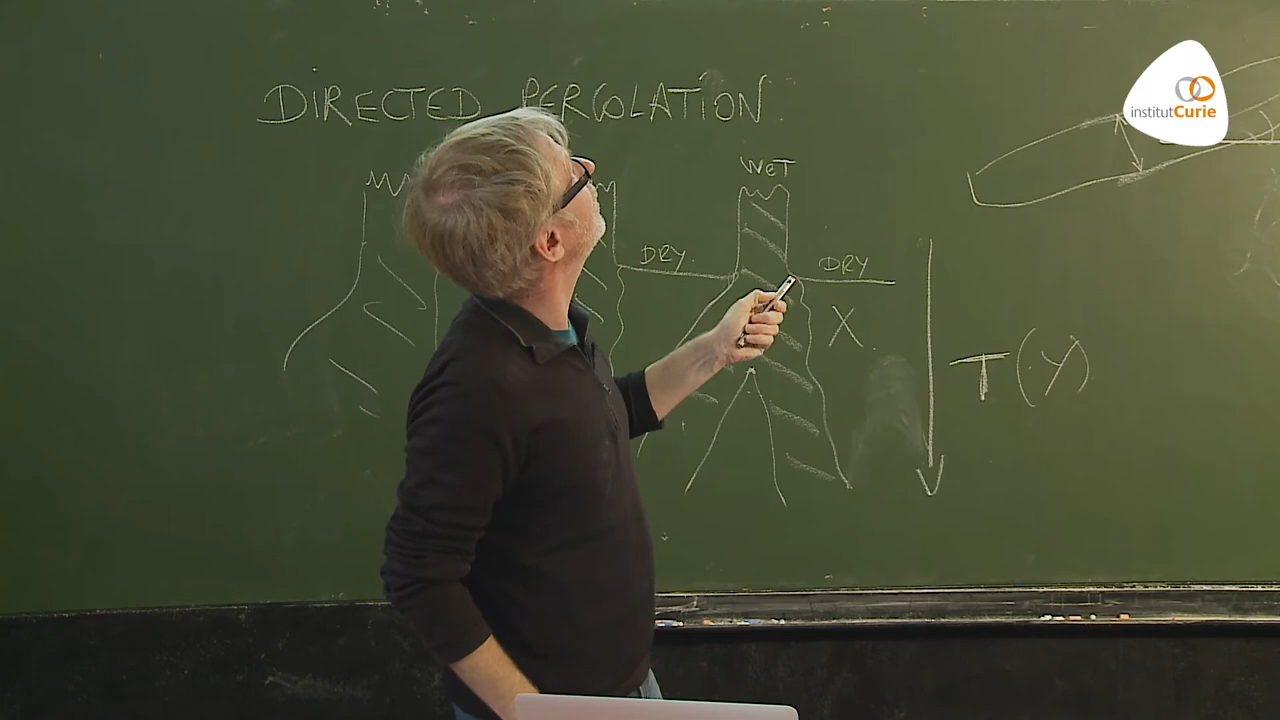 DIRECTED PERCOLATION
institutCurie
WET
DRY
DRY
X
T(Y)